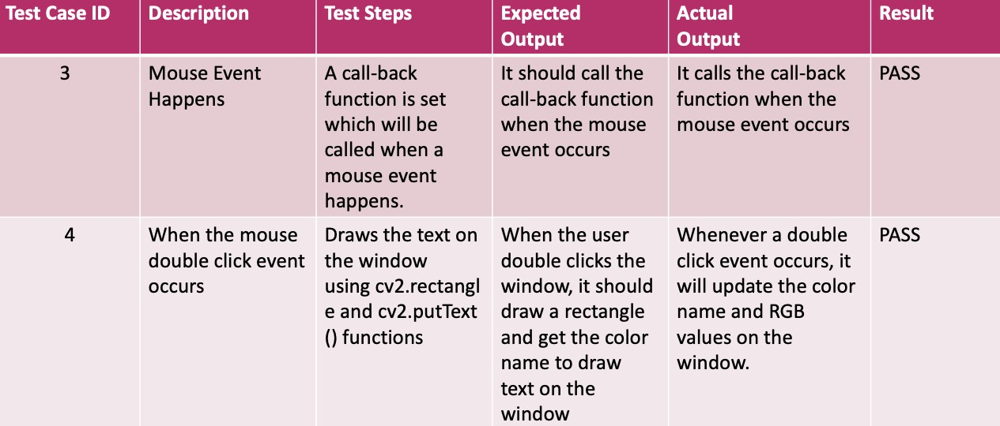 Test Case ID
Description
Test Steps
Expected
Output
Actual
Output
Result
3
Mouse Event
Happens
A call-back
function is set
which will be
called when a
mouse event
happens.
It should call the
call-back function
when the mouse
event occurs
It calls the call-back
function when the
mouse event occurs
PASS
4
When the mouse
double click event
occurs
Draws the text on
the window
using cv2.rectangl
e and cv2.putText
() functions
When the user
double clicks the
window, it should
draw a rectangle
and get the color
name to draw
text on the
window
Whenever a double
click event occurs, it
will update the color
name and RGB
values on the
window.
PASS